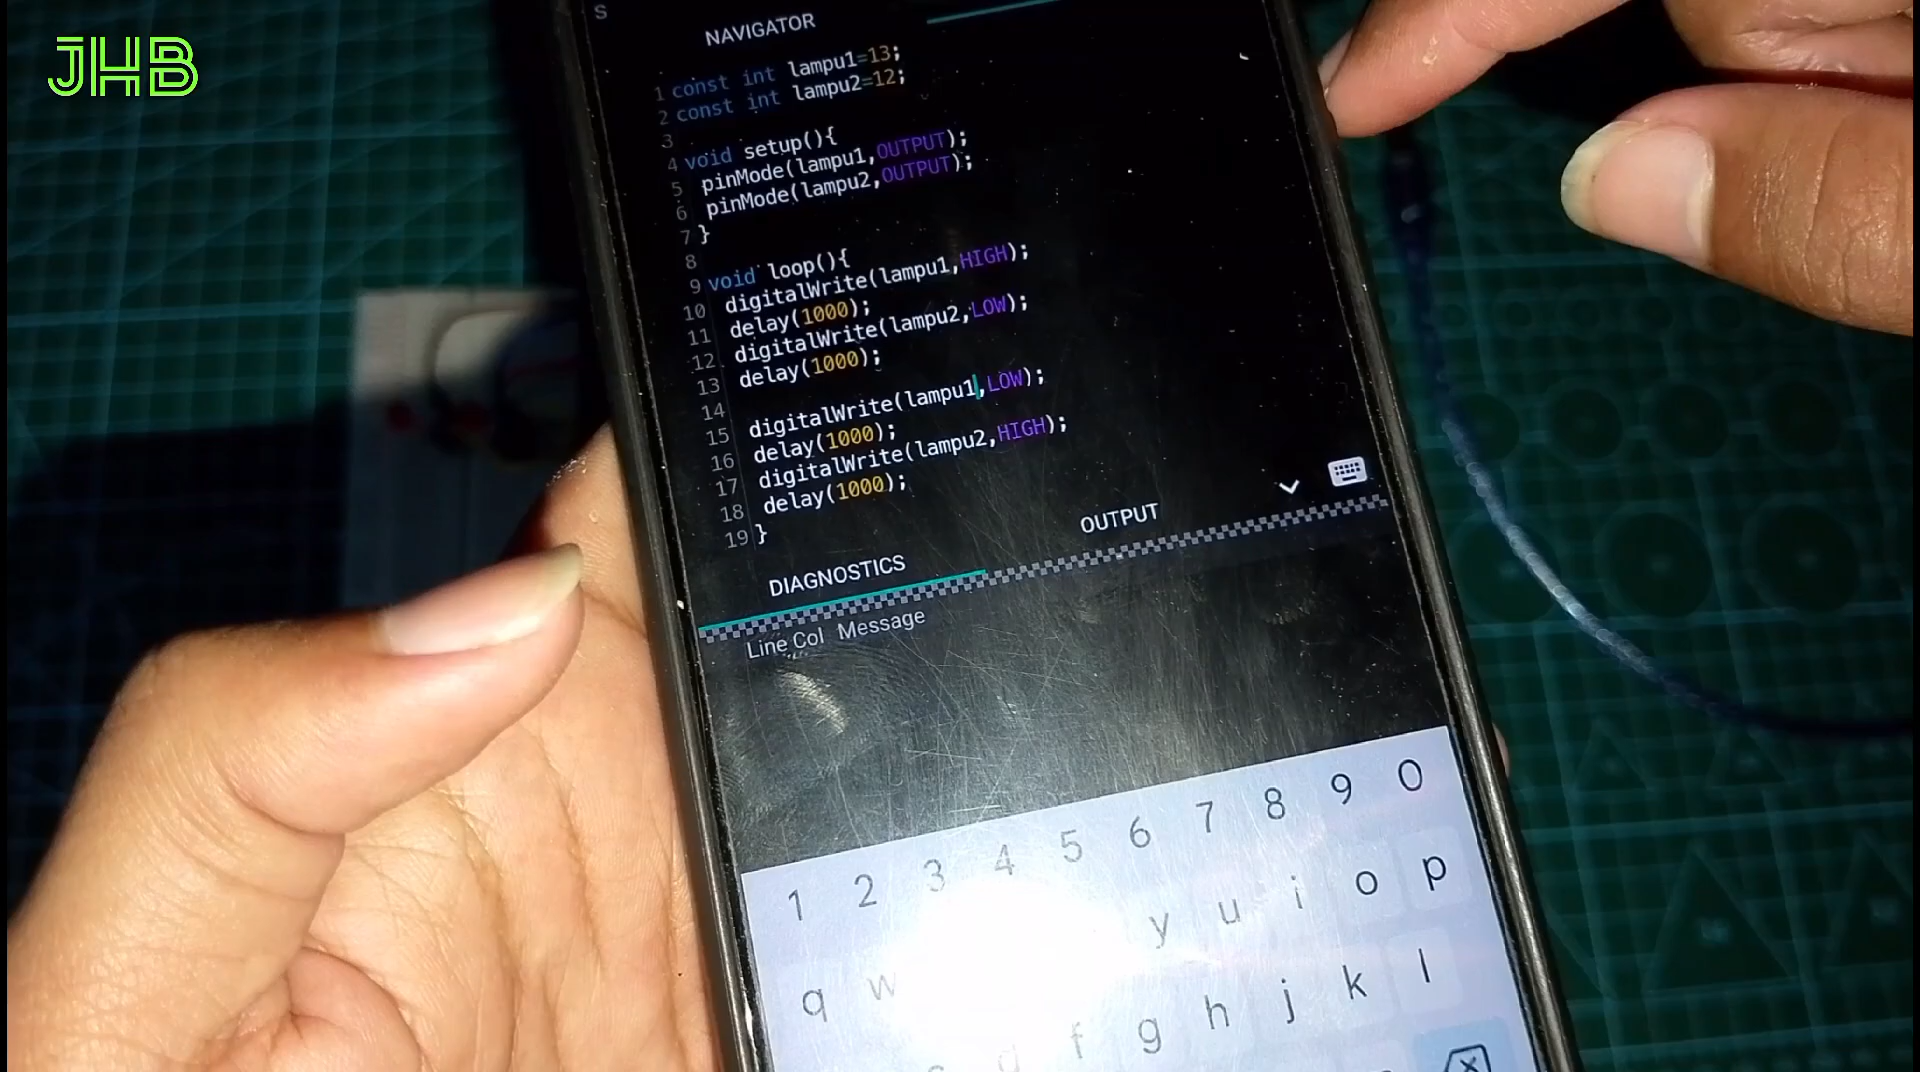 JHB
S
NAVIGATOR
1 const int lampu1=13;
2 const int lampu2=12;
3
4 void setup(){
5 pinMode(lampu1,OUTPUT);
6 pinMode(lampu2,OUTPUT);
7 }
8
9 void loop(){
10 digitalWrite(lampu1,HIGH);
11 delay(1000);
12 digitalWrite(lampu2,LOW);
13 delay(1000);
14
15 digitalWrite(lampu1,LOW);
16 delay(1000);
17 digitalWrite(lampu2,HIGH);
18 delay(1000);
19 }
DIAGNOSTICS OUTPUT
Line Col Message
1 2 3 4 5 6 7 8 9 0
q w y u i o p
d f g h j k l